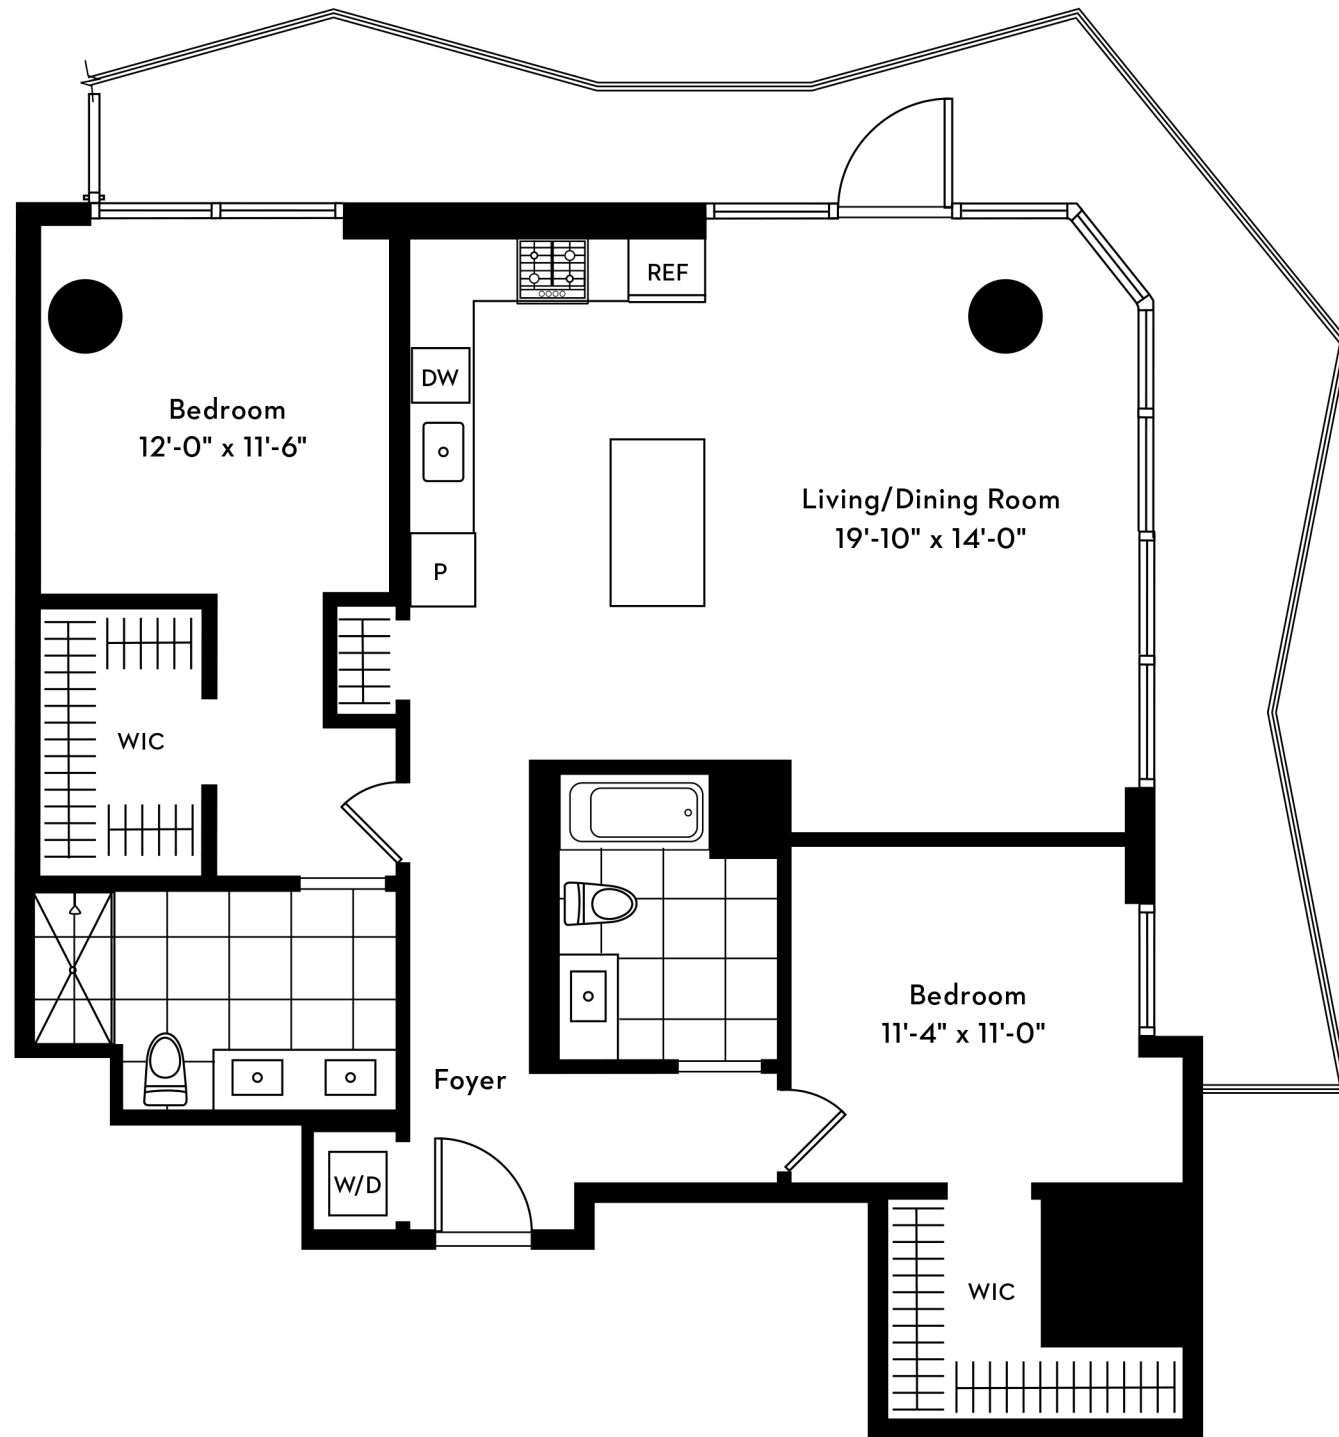 REF
DW
Bedroom
12'-0" x 11'-6"
Living/Dining Room
19'-10" x 14'-0"
P
WIC
Bedroom
11'-4" x 11'-0"
Foyer
W/D
WIC